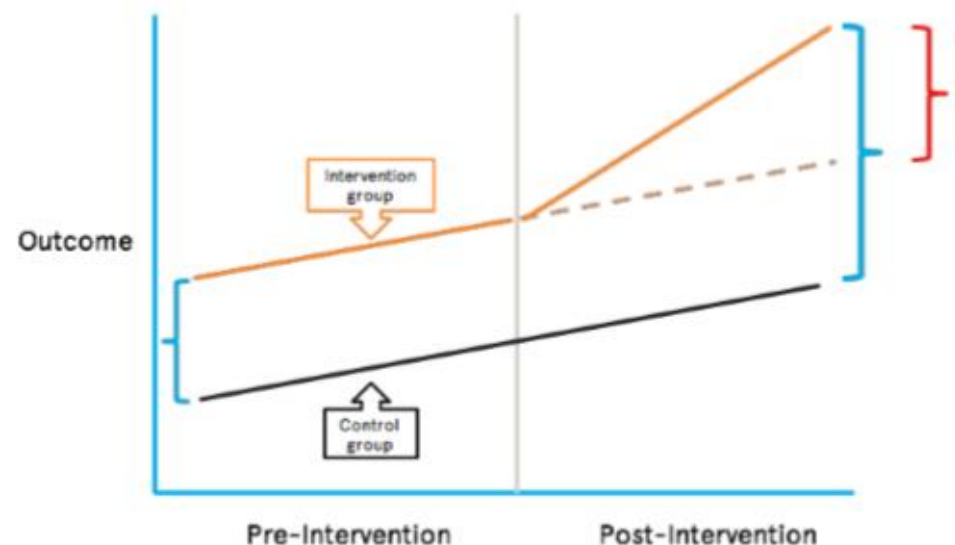 Intervention
group
Outcome
Control
group
Pre-Intervention
Post-Intervention